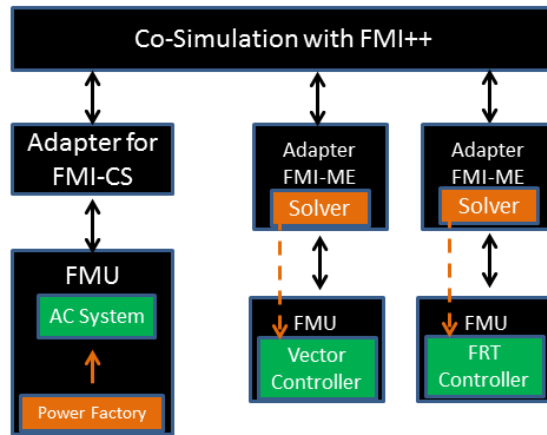 Co-Simulation with FMI++
Adapter for
FMI-CS
Adapter
FMI-ME
Solver
Adapter
FMI-ME
Solver
FMU
AC System
Power Factory
FMU
Vector
Controller
FMU
FRT
Controller